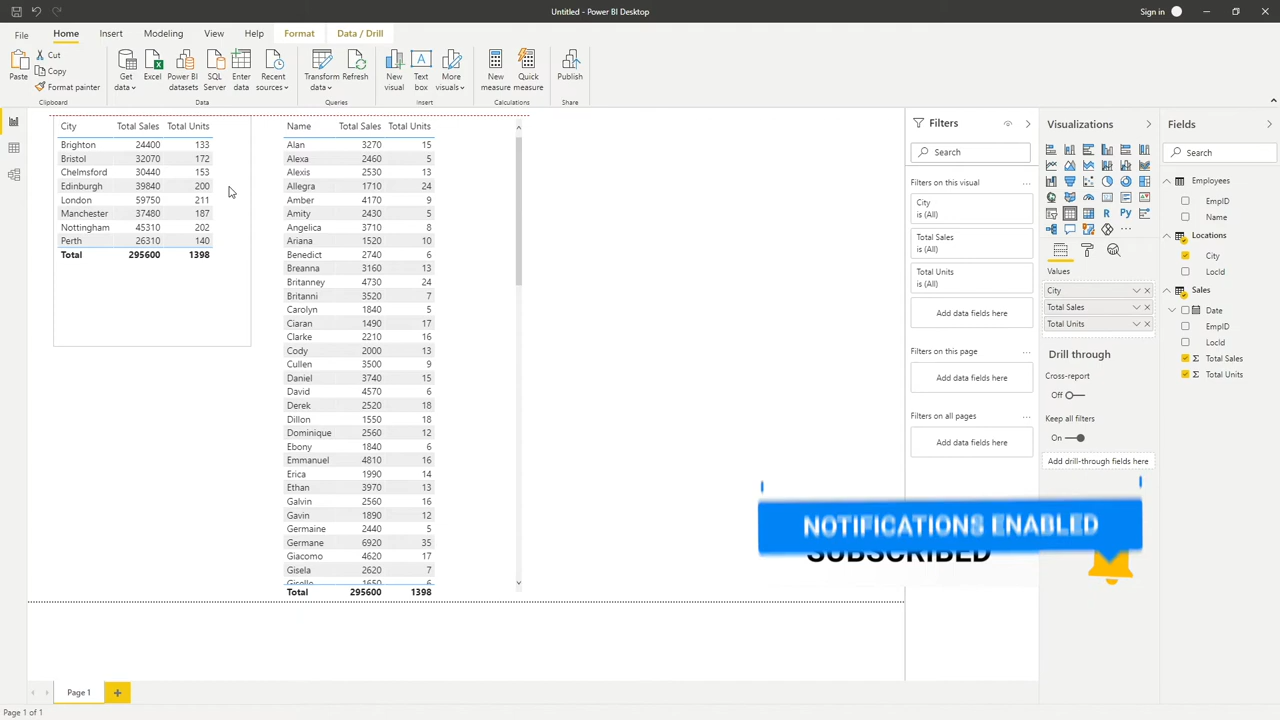 Untitled - Power BI Desktop
Sign in
File Home Insert Modeling View Help Format Data / Drill
Paste
Cut
Copy
Format painter
Clipboard
Get data
Excel
Power BI datasets
SQL Server
Enter data
Recent sources
Data
Transform data
Refresh
Queries
New visual
Text box
More visuals
Insert
New measure
Quick measure
Calculations
Publish
Share
City Total Sales Total Units
Brighton 24400 133
Bristol 32070 172
Chelmsford 30440 153
Edinburgh 39840 200
London 59750 211
Manchester 37480 187
Nottingham 45310 202
Perth 26310 140
Total 295600 1398
Name Total Sales Total Units
Alan 3270 15
Alexa 2460 5
Alexis 2530 13
Allegra 1710 24
Amber 4170 9
Amity 2430 5
Angelica 3710 8
Ariana 1520 10
Benedict 2740 6
Breanna 3160 13
Britanney 4730 24
Britanni 3520 7
Carolyn 1840 5
Ciaran 1490 17
Clarke 2210 16
Cody 2000 13
Cullen 3500 9
Daniel 3740 15
David 4570 6
Derek 2520 18
Dillon 1550 18
Dominique 2560 12
Ebony 1840 6
Emmanuel 4810 16
Erica 1990 14
Ethan 3970 13
Galvin 2560 16
Gavin 1890 12
Germaine 2440 5
Germane 6920 35
Giacomo 4620 17
Gisela 2620 7
Giselle 1650 6
Total 295600 1398
Filters
Search
Filters on this visual ...
City
is (All)
Total Sales
is (All)
Total Units
is (All)
Add data fields here
Filters on this page ...
Add data fields here
Filters on all pages ...
Add data fields here
Visualizations
R Py
...
Values
City
Total Sales
Total Units
Drill through
Cross-report
Off
Keep all filters
On
Add drill-through fields here
Fields
Search
Employees
EmpID
Name
Locations
City
LocId
Sales
Date
EmpID
LocId
Σ Total Sales
Σ Total Units
NOTIFICATIONS ENABLED
SUBSCRIBED
Page 1
+
Page 1 of 1